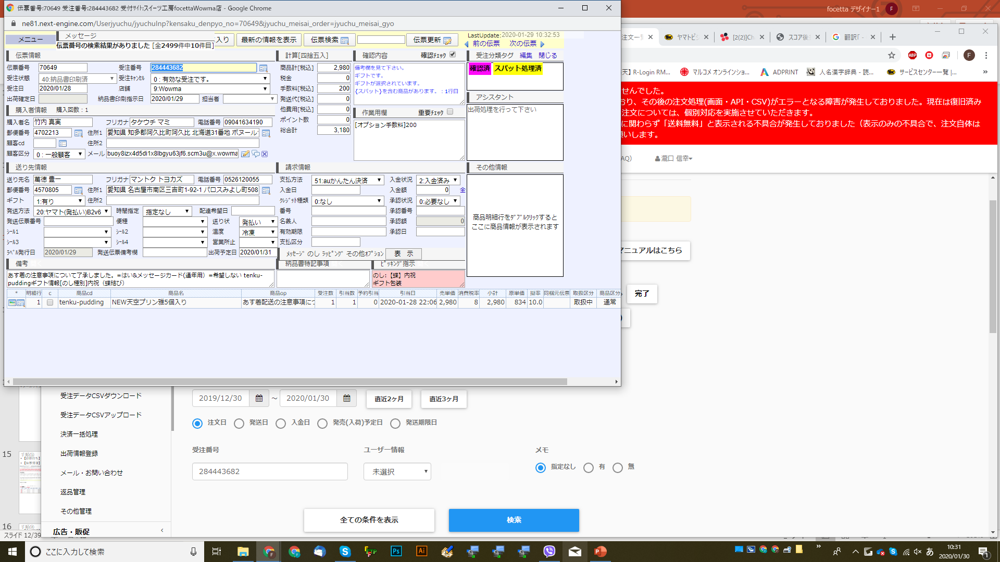 伝票番号:70649 受注番号:284443682 受付サイト:スイーツ工房focettaWowma店 - Google Chrome
ne81.next-engine.com/Userjyuchu/jyuchuInp?kensaku_denpyo_no=70649&jyuchu_meisai_order=jyuchu_meisai_gyo
メニュー
メッセージ
伝票番号の検索結果がありました [全2499件中10件目]
入り
最新の情報を表示
伝票検索
伝票更新
LastUpdate:2020-01-29 10:32:53
前の伝票 次の伝票
伝票情報
伝票番号 70649 受注番号 284443682
受注状態 40:納品書印刷済 受注ｷｬﾝｾﾙ 0 : 有効な受注です。
受注日 2020/01/28 店舗 9:Wowma
出荷確定日 納品書印刷指示日 2020/01/29 担当者
計算[四捨五入]
商品計[税込] 2,980
税金 0
手数料[税込] 200
発送代[税込] 0
他費用[税込] 0
ポイント数 0
総合計 3,180
確認内容 確認ﾁｪｯｸ
備考欄を見て下さい。
ギフトです。
ギフトが選択されています。
{スパット}を含む商品があります。：1行目
作業用欄 重要ﾁｪｯｸ
[オプション手数料]200
受注分類タグ 編集 閉じる
確認済 スパット処理済
アシスタント
出荷処理を行って下さい
購入者情報 購入回数：1
購入者名 竹内 真実 フリガナ タケウチ マミ 電話番号 09041634190
郵便番号 4702213 住所1 愛知県 知多郡阿久比町阿久比 北海道31番地 ボヌール
顧客cd 住所2
顧客区分 0 : 一般顧客 メール buoy8izx4d5di1x8lbgyu63jf6.scm3u@x.wowma
送り先情報
送り先名 萬徳 豊一 フリガナ マントク トヨカズ 電話番号 0526120055
郵便番号 4570805 住所1 愛知県 名古屋市南区三吉町1-92-1 パロスみよし町508
ギフト 1:有り 住所2
発送方法 20:ヤマト(発払い)B2v6 時間指定 指定なし 配達希望日
発送伝票番号 便種 送り状 発払い
ｼｰﾙ1 ｼｰﾙ2 温度 冷凍
ｼｰﾙ3 ｼｰﾙ4 営業所止
ﾗﾍﾞﾙ発行日 2020/01/29 発送伝票備考欄 出荷予定日 2020/01/31
請求情報
支払方法 51:auかんたん決済 入金状況 2:入金済み
入金日 入金額 0 全
ｸﾚｼﾞｯﾄ種類 0:なし 承認状況 0:必要なし
番号 承認番号
名義人 承認額 0
有効期限 承認日
支払区分
ﾒｯｾｰｼﾞ のし ﾗｯﾋﾟﾝｸﾞ その他ｵﾌﾟｼｮﾝ 表 示
その他情報
商品明細行をﾀﾞﾌﾞﾙｸﾘｯｸすると
ここに商品情報が表示されます
備考 納品書特記事項 ﾋﾟｯｷﾝｸﾞ指示
あす着の注意事項について了承しました。=はい&メッセージカード(通年用）=希望しない tenku-
puddingギフト情報[のし種別]内祝（蝶結び）
のし:【蝶】内祝
ギフト包装
* 明細行 c 商品cd 商品名 商品op 受注数 引当数 予約引当 引当日 売単価 消費税率 小計 原単価 掛率 同梱元伝票 取扱区分 商品区分
1 tenku-pudding NEW天空プリン雅5個入り あす着配送の注意事項に 1 1 0 2020-01-28 22:06 2,980 8 2,980 834 10.0 取扱中 通常
focetta デザイナー1 F
注文一 ヤマトビ [2(2)]Ch スコア後 翻訳「 -
天】R-Login RM... マルコメ オンラインショ... ADPRINT 人名漢字辞典 - 読... サービスセンター一覧 |...
せんでした。
おり、その後の注文処理(画面・API・CSV)がエラーとなる障害が発生しておりました。現在は復旧済み
注文については、個別対応を実施させていただきます。
に関わらず「送料無料」と表示される不具合が発生しておりました（表示のみの不具合で、注文自体は
願いします。
AQ) 瀧口 信幸
マニュアルはこちら
完了
受注データCSVダウンロード
受注データCSVアップロード
決済一括処理
出荷情報登録
メール・お問い合わせ
返品管理
その他管理
広告・販促
2019/12/30 ～ 2020/01/30 直近2ヶ月 直近3ヶ月
注文日 発送日 入金日 発売(入荷)予定日 発送期限日
受注番号 ユーザー情報 メモ
284443682 未選択 指定なし 有 無
全ての条件を表示 検索
15
16
スライド 12/39
ここに入力して検索
10:31
2020/01/30